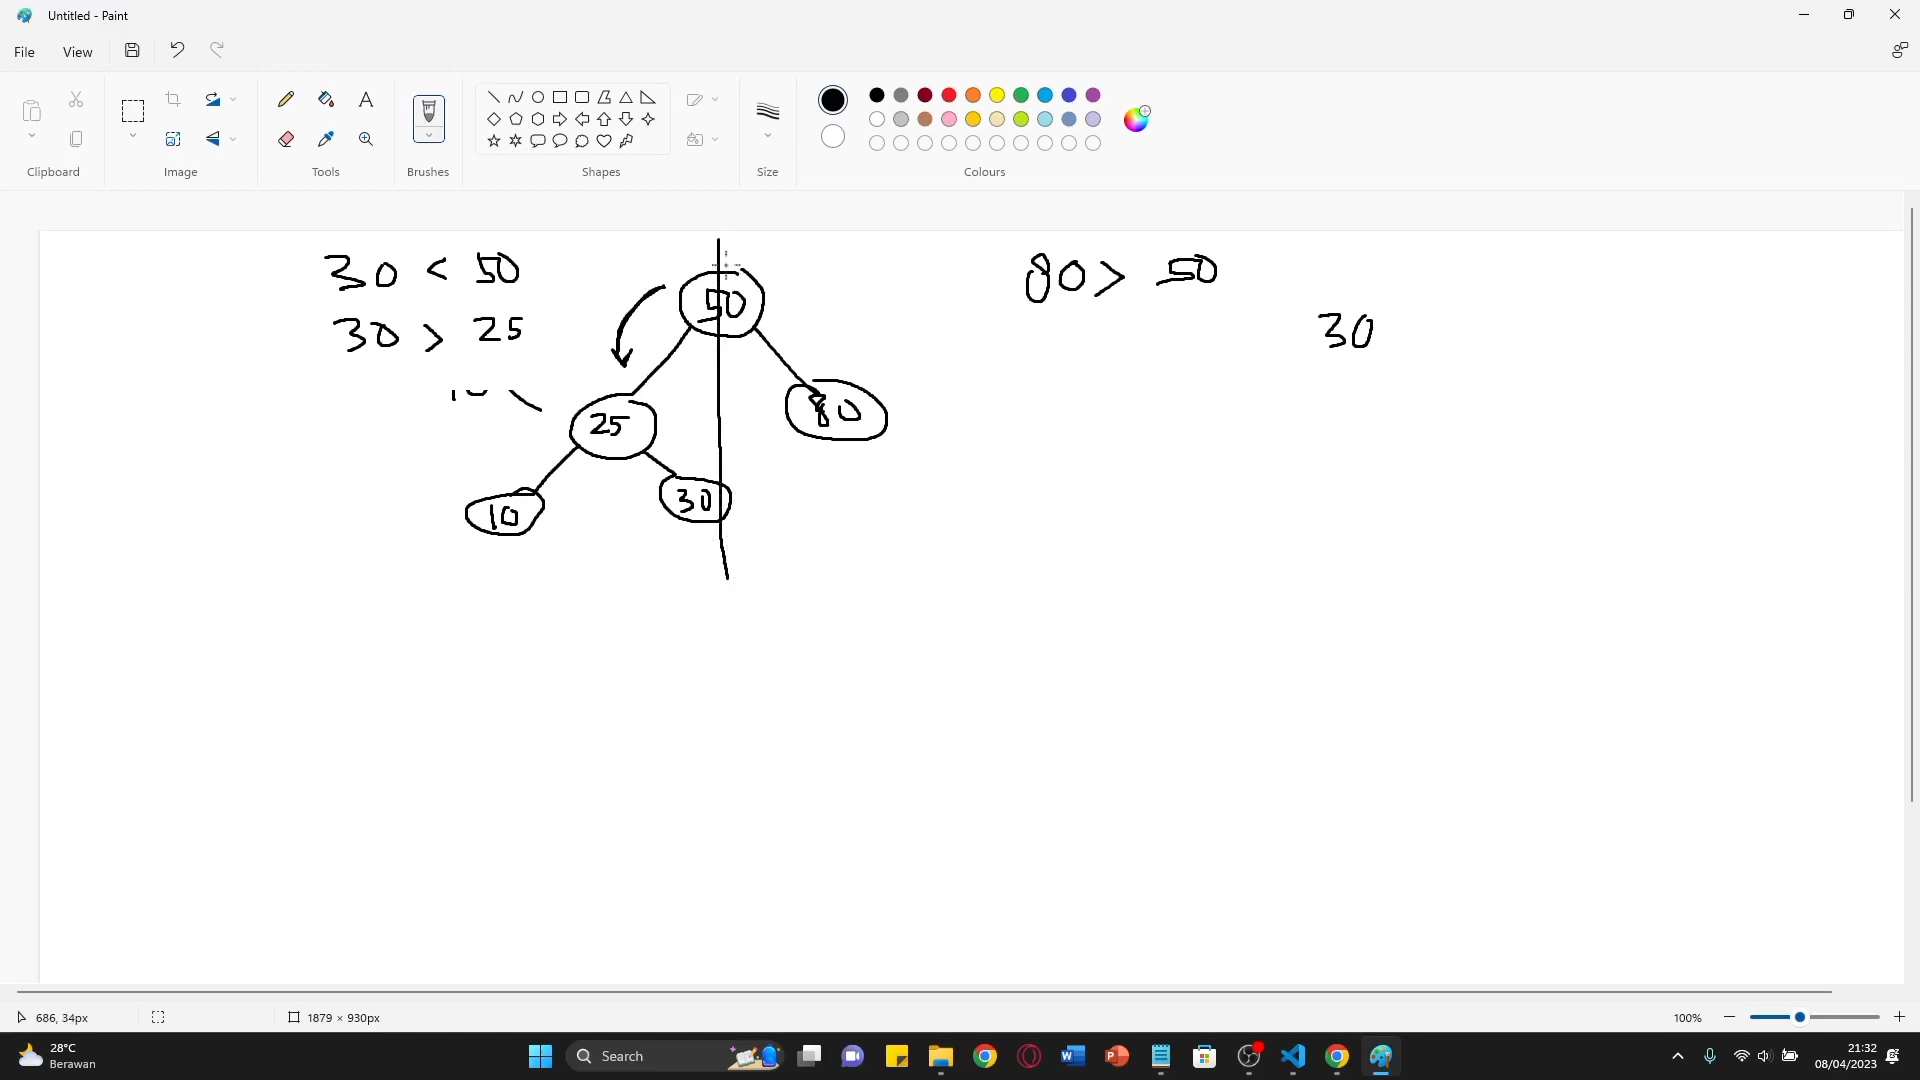 Untitled - Paint
File
View
Clipboard
Image
Tools
Brushes
Shapes
Size
Colours
30 < 50
80 > 50
50
30 > 25
30
25
80
10
30
686, 34px
1879 × 930px
100%
28°C
Berawan
Search
21:32
08/04/2023